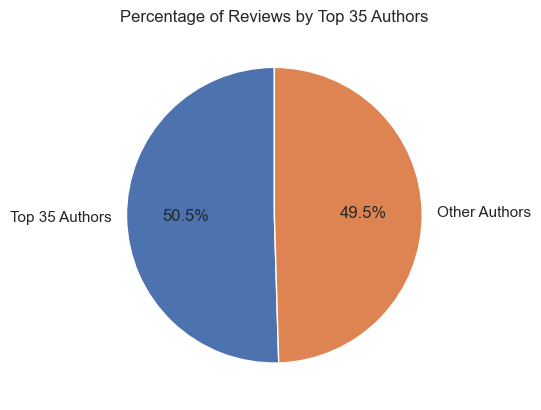 Percentage of Reviews by Top 35 Authors
Top 35 Authors
50.5%
49.5%
Other Authors